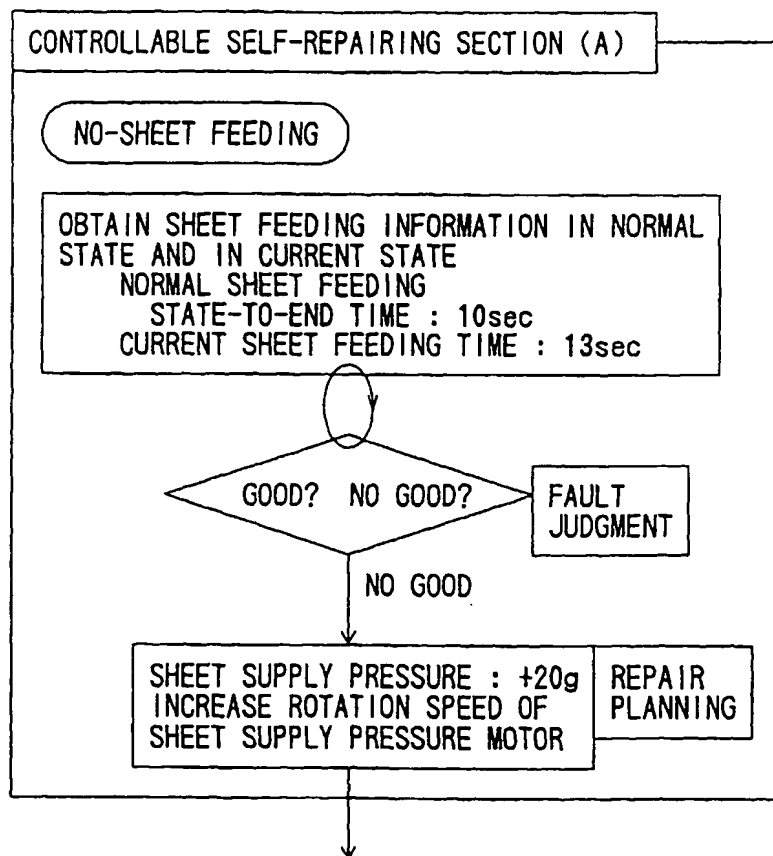 CONTROLLABLE SELF-REPAIRING SECTION (A)
NO-SHEET FEEDING
OBTAIN SHEET FEEDING INFORMATION IN NORMAL
STATE AND IN CURRENT STATE
NORMAL SHEET FEEDING
STATE-TO-END TIME : 10sec
CURRENT SHEET FEEDING TIME : 13sec
GOOD? NO GOOD?
FAULT
JUDGMENT
NO GOOD
SHEET SUPPLY PRESSURE : +20g
INCREASE ROTATION SPEED OF
SHEET SUPPLY PRESSURE MOTOR
REPAIR
PLANNING